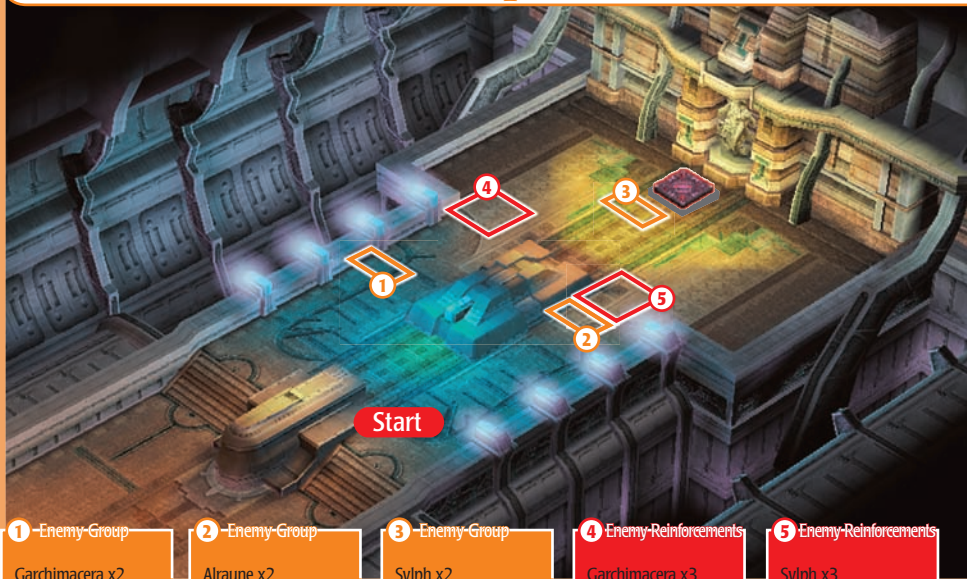 4
3
1
5
2
Start
1 Enemy Group
Garchimacera x2
2 Enemy Group
Alraune x2
3 Enemy Group
Sylph x2
4 Enemy Reinforcements
Garchimacera x3
5 Enemy Reinforcements
Sylph x3